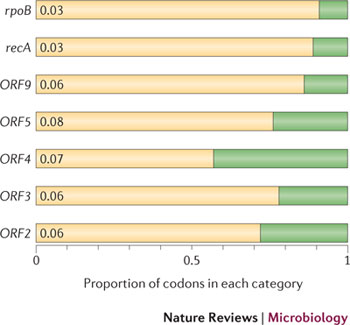 rpoB 0.03
recA 0.03
ORF9 0.06
ORF5 0.08
ORF4 0.07
ORF3 0.06
ORF2 0.06
0 0.5 1
Proportion of codons in each category
Nature Reviews | Microbiology